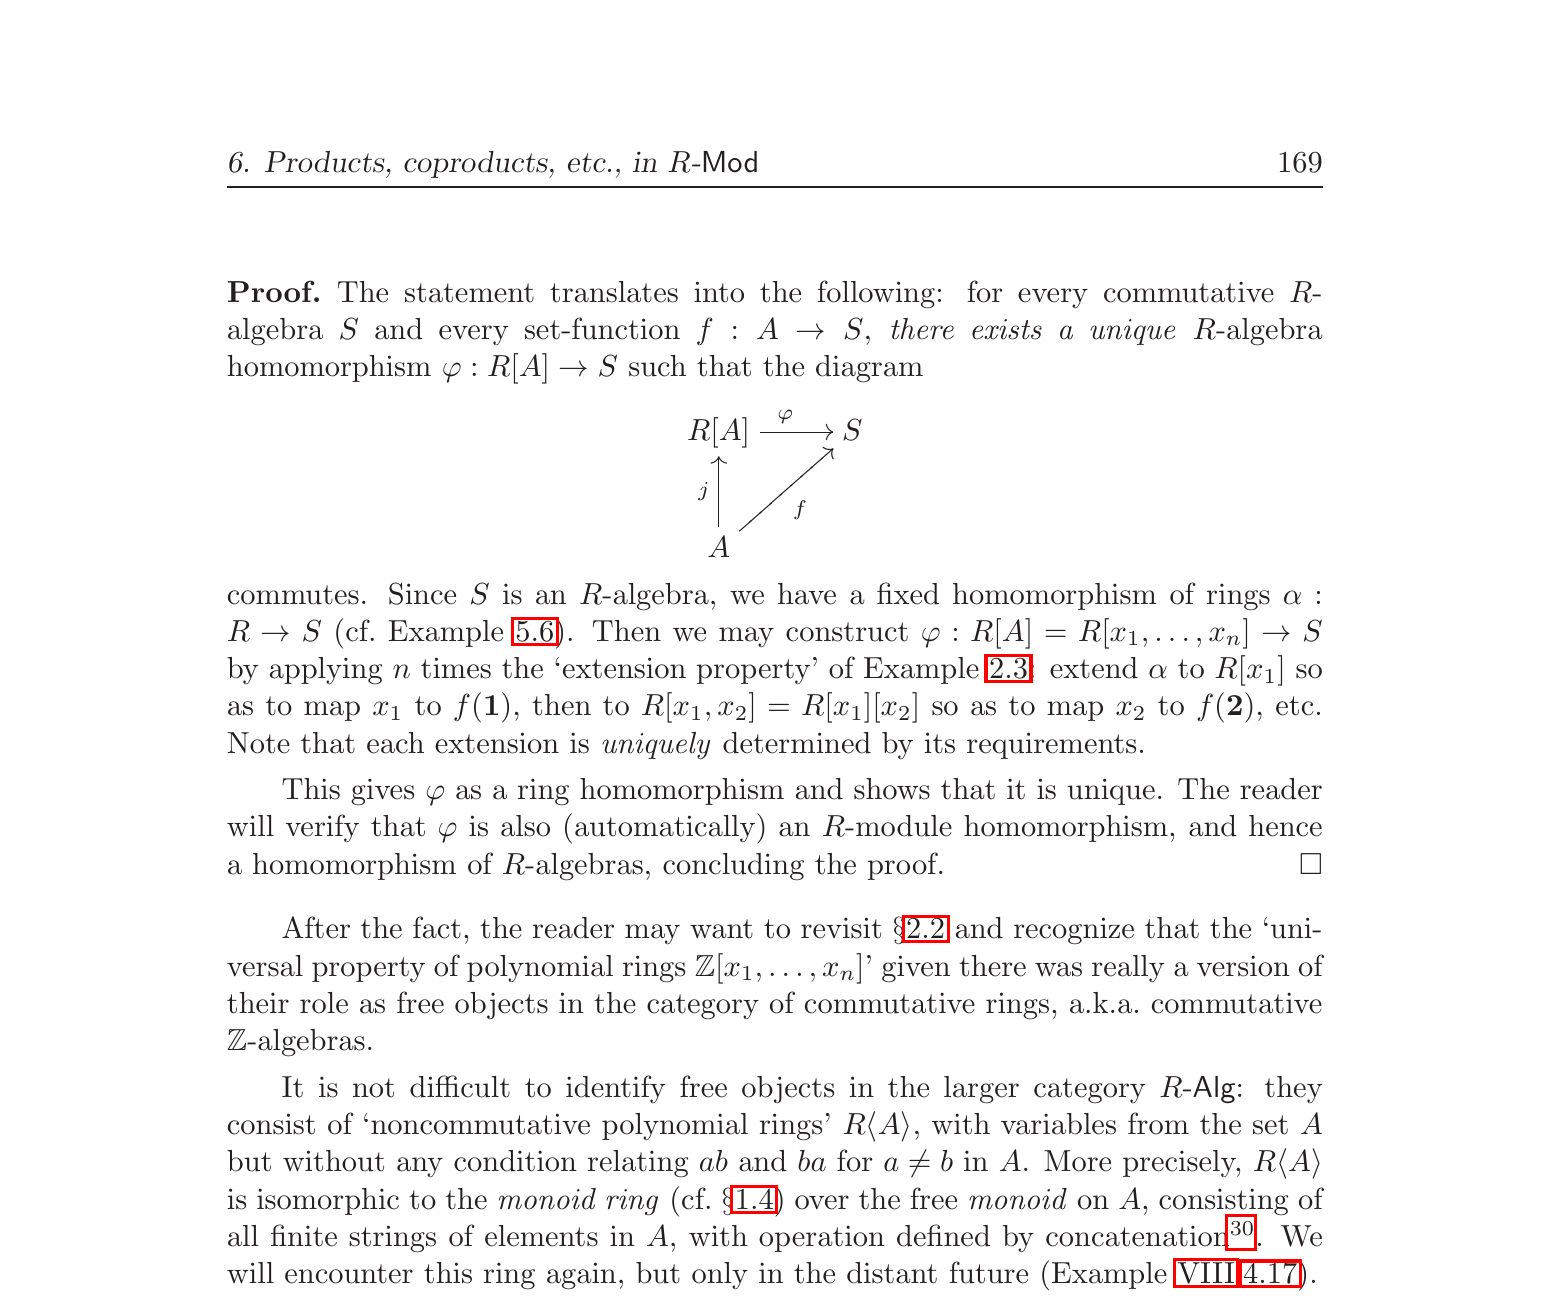 6. Products, coproducts, etc., in R-Mod 169
Proof. The statement translates into the following: for every commutative R-
algebra S and every set-function f : A → S, there exists a unique R-algebra
homomorphism φ : R[A] → S such that the diagram
φ
R[A] S
j
f
A
commutes. Since S is an R-algebra, we have a fixed homomorphism of rings α :
R → S (cf. Example 5.6). Then we may construct φ : R[A] = R[x₁, . . . , xₙ] → S
by applying n times the ‘extension property’ of Example 2.3: extend α to R[x₁] so
as to map x₁ to f(1), then to R[x₁, x₂] = R[x₁][x₂] so as to map x₂ to f(2), etc.
Note that each extension is uniquely determined by its requirements.
This gives φ as a ring homomorphism and shows that it is unique. The reader
will verify that φ is also (automatically) an R-module homomorphism, and hence
a homomorphism of R-algebras, concluding the proof. □
After the fact, the reader may want to revisit §2.2 and recognize that the ‘uni-
versal property of polynomial rings ℤ[x₁, . . . , xₙ]’ given there was really a version of
their role as free objects in the category of commutative rings, a.k.a. commutative
ℤ-algebras.
It is not difficult to identify free objects in the larger category R-Alg: they
consist of ‘noncommutative polynomial rings’ R⟨A⟩, with variables from the set A
but without any condition relating ab and ba for a ≠ b in A. More precisely, R⟨A⟩
is isomorphic to the monoid ring (cf. §1.4) over the free monoid on A, consisting of
all finite strings of elements in A, with operation defined by concatenation³⁰. We
will encounter this ring again, but only in the distant future (Example VIII.4.17).